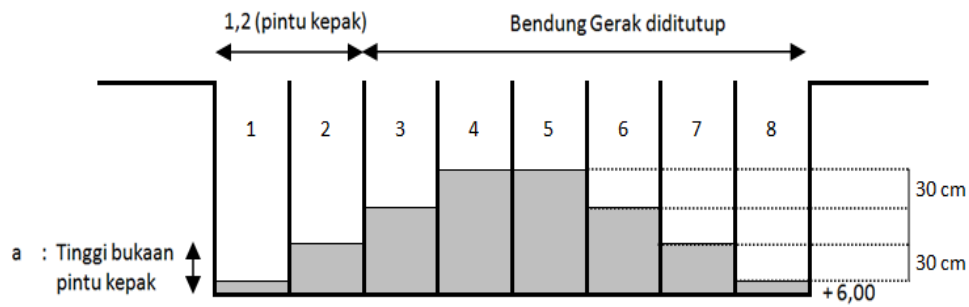 1,2 (pintu kepak)
Bendung Gerak diditutup
1
2
3
4
5
6
7
8
30 cm
30 cm
a : Tinggi bukaan
pintu kepak
+ 6,00